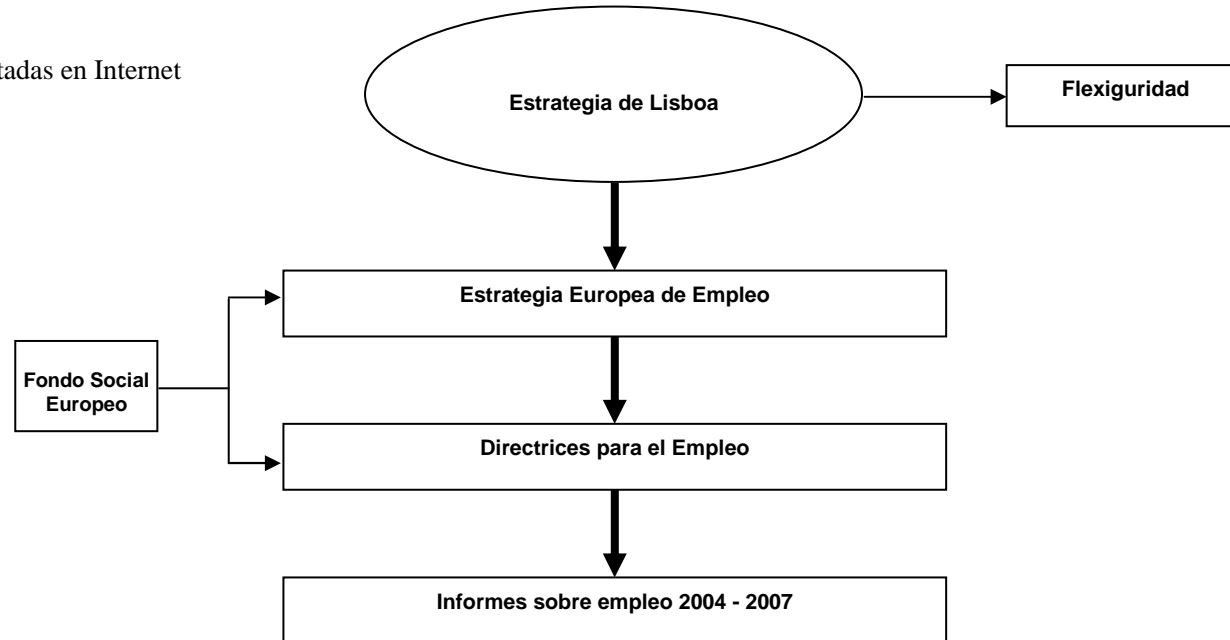 en Internet
Estrategia de Lisboa
Flexiguridad
Estrategia Europea de Empleo
Fondo Social
Europeo
Directrices para el Empleo
Informes sobre empleo 2004 - 2007